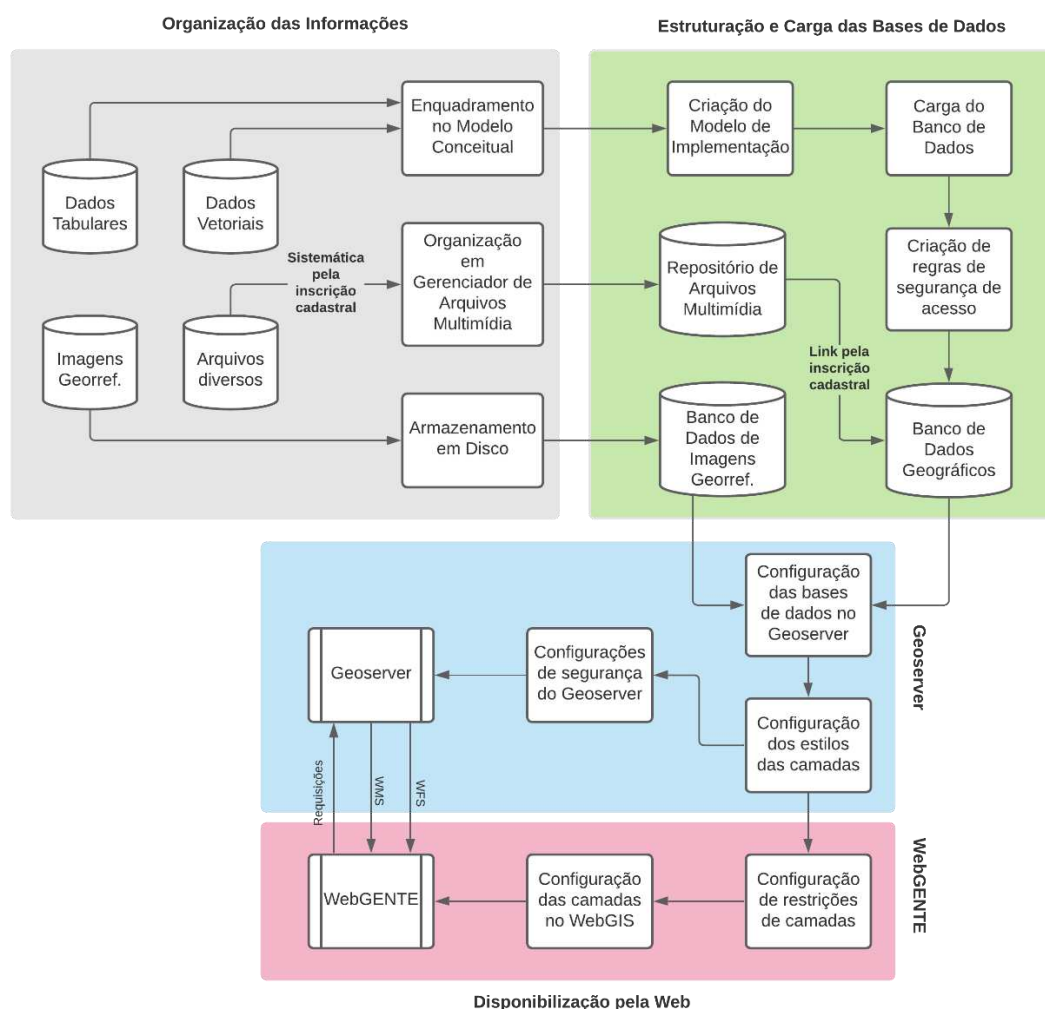 Organização das Informações
Estruturação e Carga das Bases de Dados
Enquadramento
no Modelo
Conceitual
Criação do
Modelo de
Implementação
Carga do
Banco de
Dados
Dados
Tabulares
Dados
Vetoriais
Sistemática
pela
inscrição
cadastral
Organização
em
Gerenciador de
Arquivos
Multimídia
Repositório de
Arquivos
Multimídia
Criação de
regras de
segurança de
acesso
Imagens
Georref.
Arquivos
diversos
Link pela
inscrição
cadastral
Armazenamento
em Disco
Banco de
Dados de
Imagens
Georref.
Banco de
Dados
Geográficos
Configuração
das bases
de dados no
Geoserver
Geoserver
Geoserver
Configurações
de segurança
do Geoserver
Configuração
dos estilos
das camadas
Requisições
WMS
WFS
WebGENTE
Configuração
das camadas
no WebGIS
Configuração
de restrições
de camadas
WebGENTE
Disponibilização pela Web